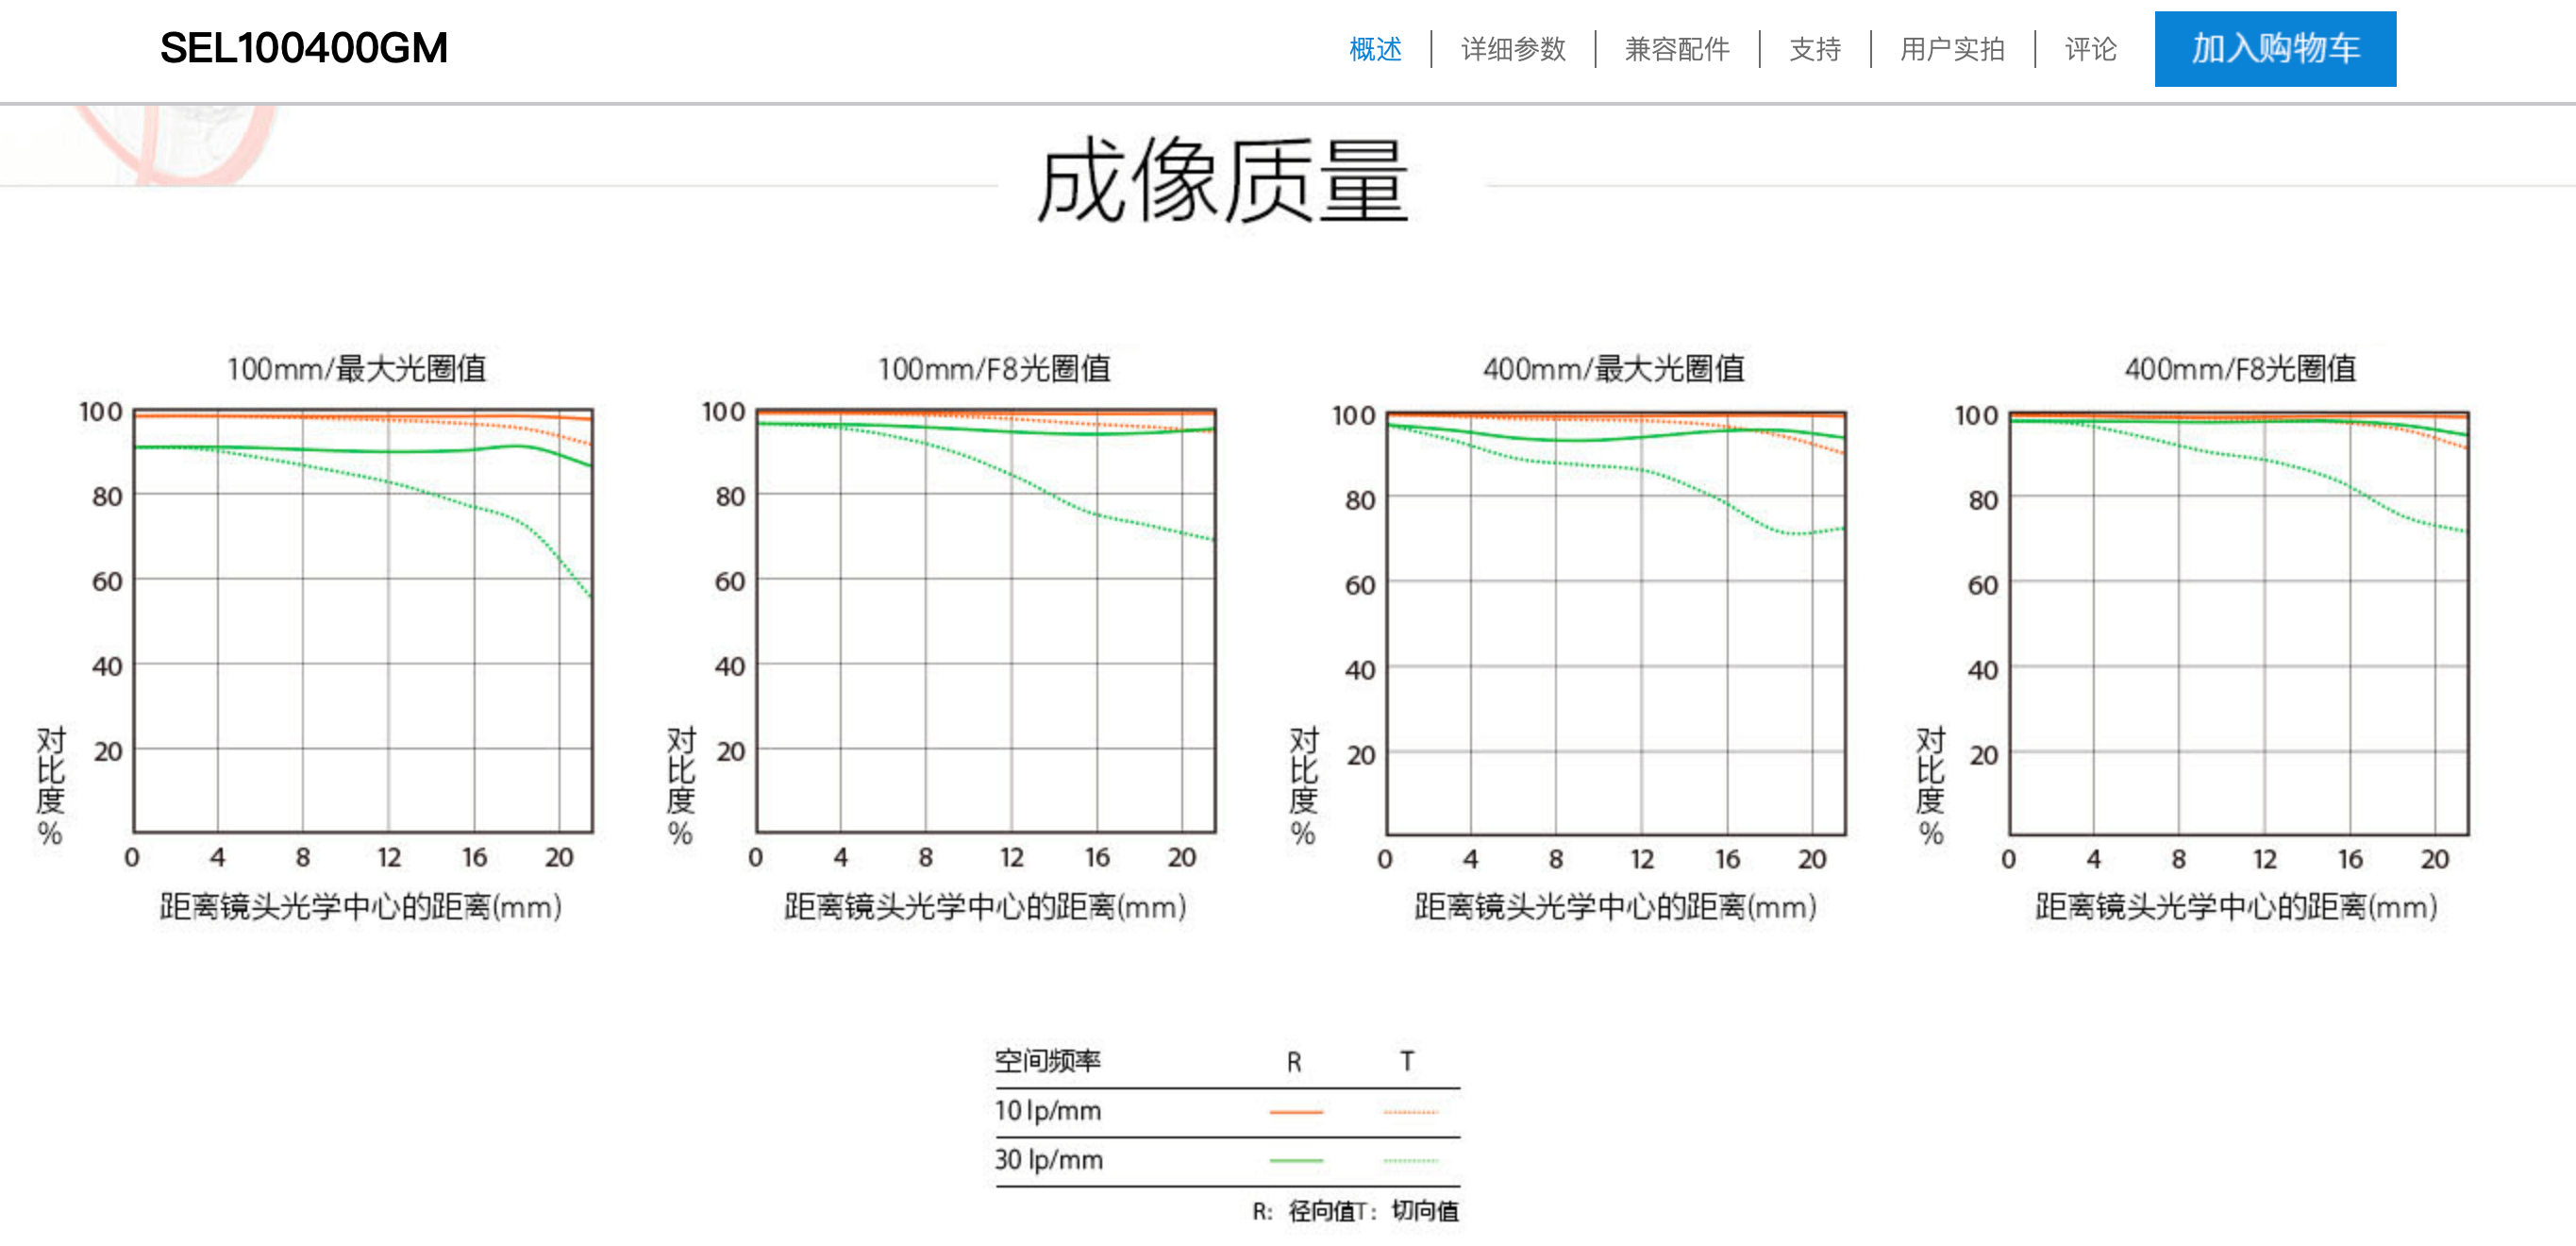 SEL100400GM
概述
详细参数
兼容配件
支持
用户实拍
评论
加入购物车
成像质量
100mm/最大光圈值
100
80
60
40
20
对比度%
0 4 8 12 16 20
距离镜头光学中心的距离(mm)
100mm/F8光圈值
100
80
60
40
20
对比度%
0 4 8 12 16 20
距离镜头光学中心的距离(mm)
400mm/最大光圈值
100
80
60
40
20
对比度%
0 4 8 12 16 20
距离镜头光学中心的距离(mm)
400mm/F8光圈值
100
80
60
40
20
对比度%
0 4 8 12 16 20
距离镜头光学中心的距离(mm)
空间频率 R T
10 lp/mm
30 lp/mm
R: 径向值T: 切向值